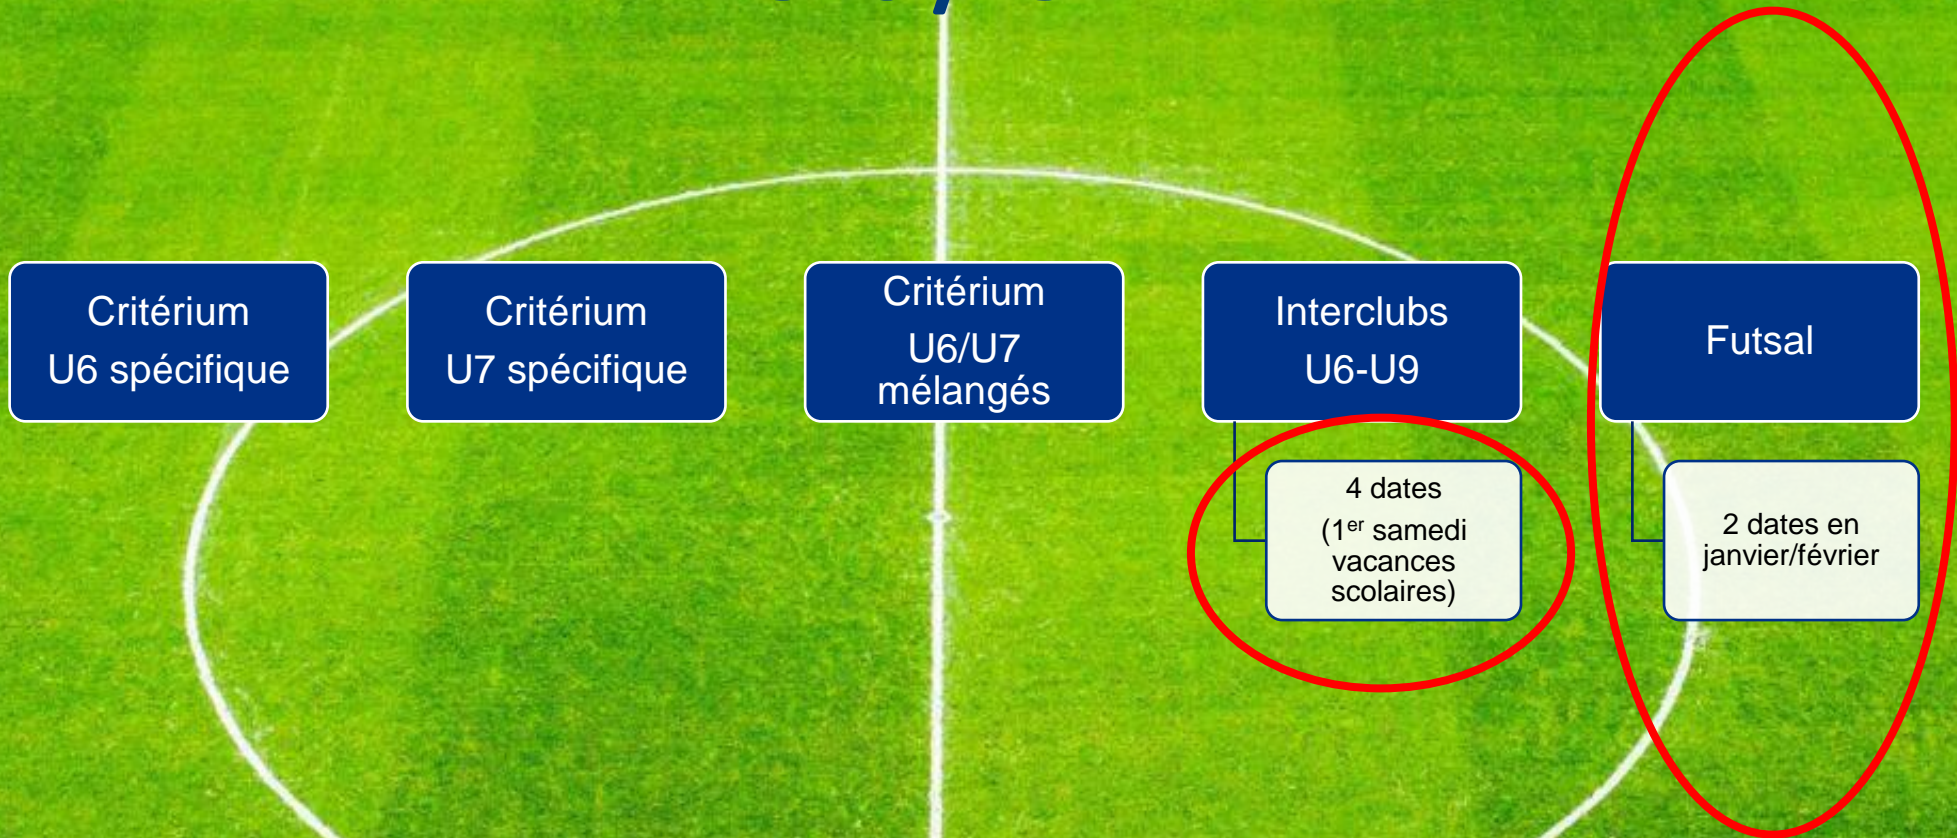 Critérium
U6 spécifique
Critérium
U7 spécifique
Critérium
U6/U7
mélangés
Interclubs
U6-U9
4 dates
(1er samedi
vacances
scolaires)
Futsal
2 dates en
janvier/février